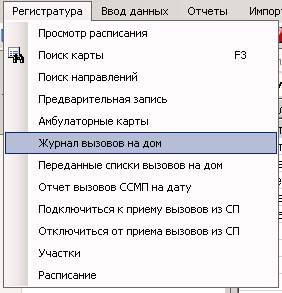 Регистратура Ввод данных Отчеты
Просмотр расписания
Поиск карты F3
Поиск направлений
Предварительная запись
Амбулаторные карты
Журнал вызовов на дом
Переданные списки вызовов на дом
Отчет вызовов ССМП на дату
Подключиться к приему вызовов из СП
Отключиться от приема вызовов из СП
Участки
Расписание